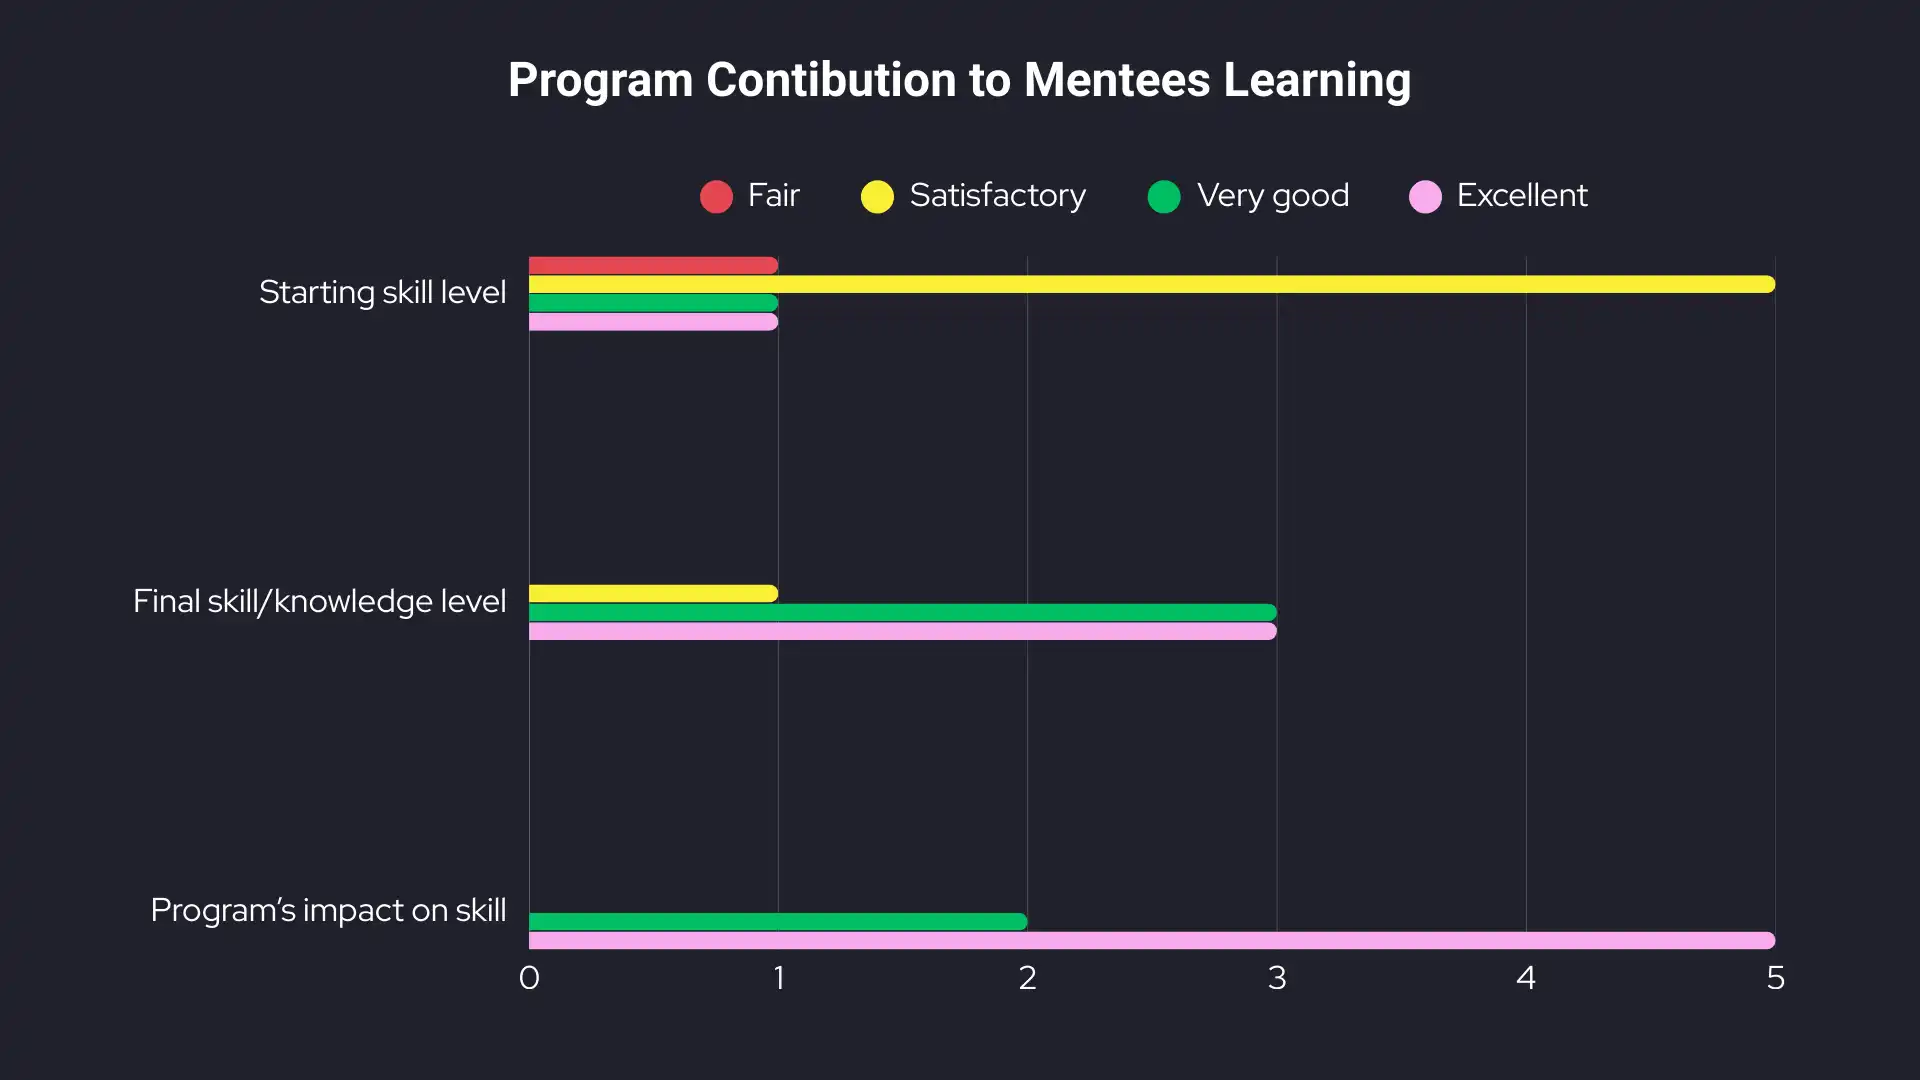 Program Contibution to Mentees Learning
Fair Satisfactory Very good Excellent
Starting skill level
Final skill/knowledge level
Program’s impact on skill
0 1 2 3 4 5